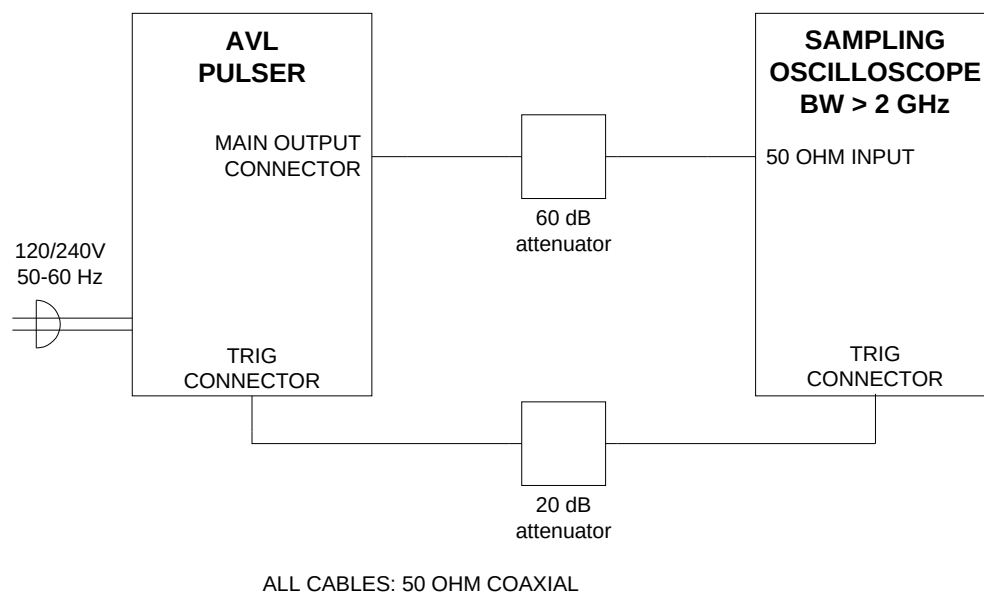 AVL
PULSER
MAIN OUTPUT
CONNECTOR
120/240V
50-60 Hz
TRIG
CONNECTOR
60 dB
attenuator
20 dB
attenuator
SAMPLING
OSCILLOSCOPE
BW > 2 GHz
50 OHM INPUT
TRIG
CONNECTOR
ALL CABLES: 50 OHM COAXIAL